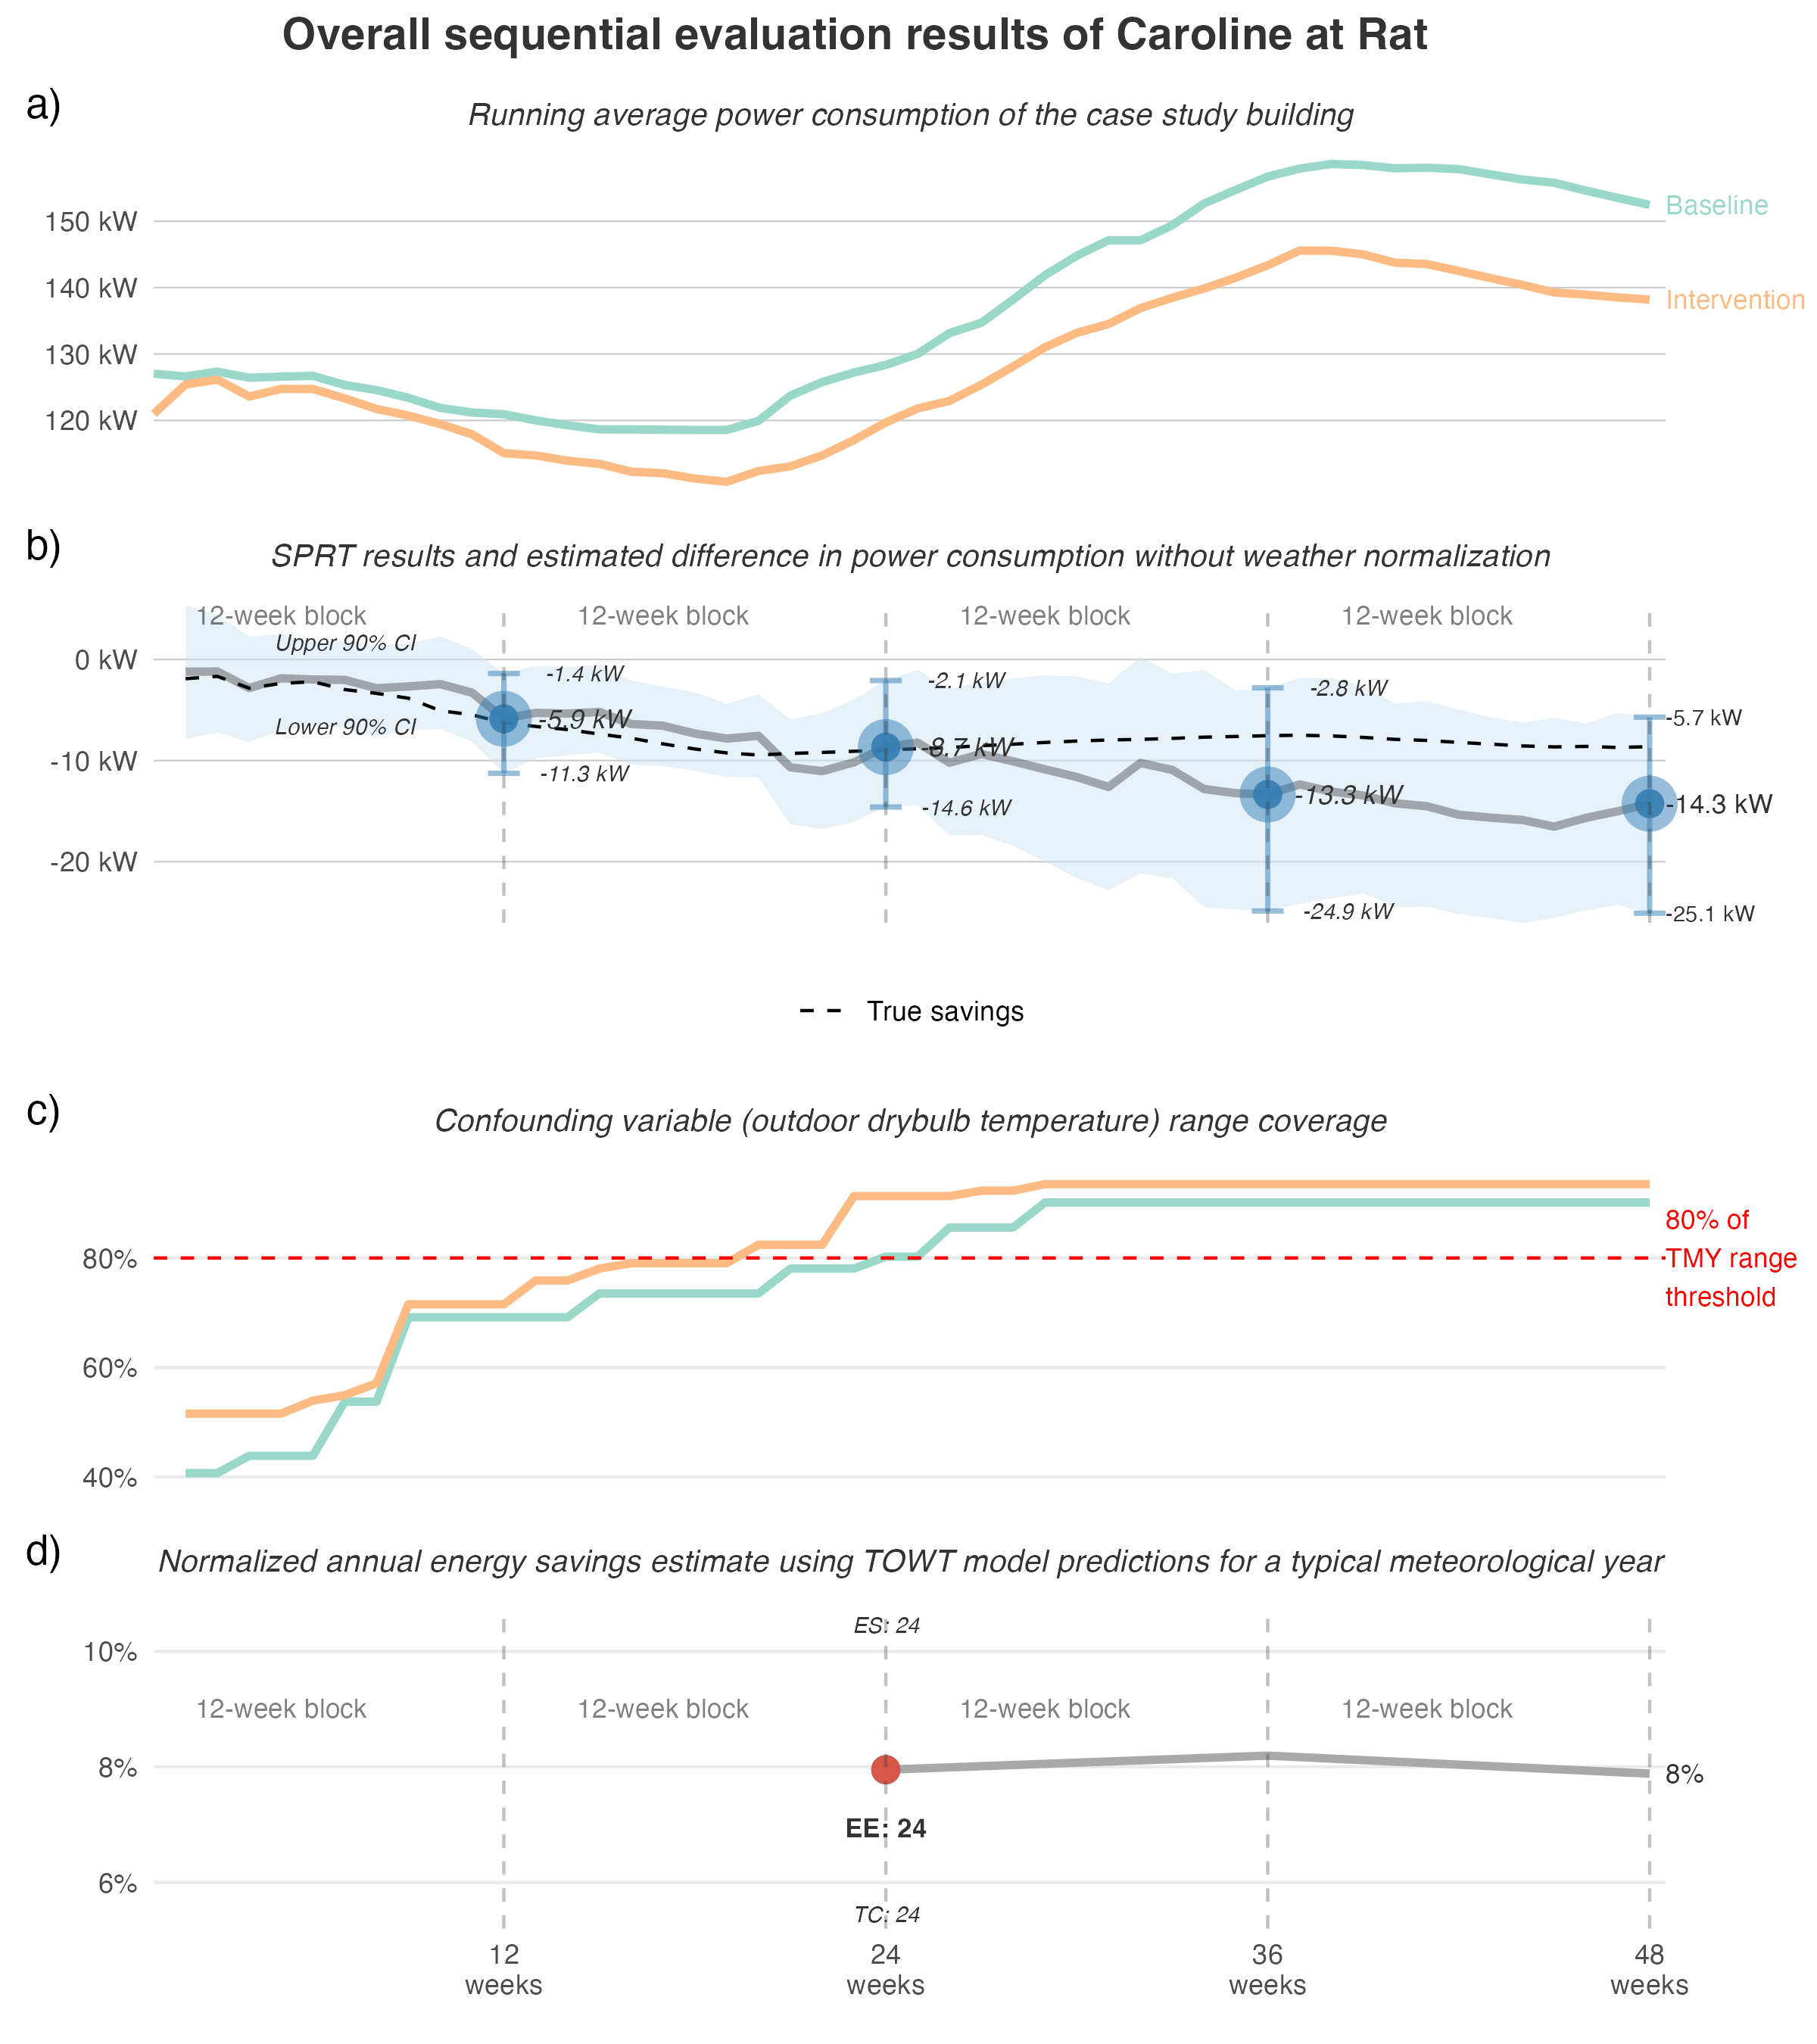 Overall sequential evaluation results of Caroline at Rat
a)
Running average power consumption of the case study building
150 kW
140 kW
130 kW
120 kW
Baseline
Intervention
b)
SPRT results and estimated difference in power consumption without weather normalization
12-week block
12-week block
12-week block
12-week block
Upper 90% CI
Lower 90% CI
0 kW
-10 kW
-20 kW
-1.4 kW
-5.9 kW
-11.3 kW
-2.1 kW
-8.7 kW
-14.6 kW
-2.8 kW
-13.3 kW
-24.9 kW
-5.7 kW
-14.3 kW
-25.1 kW
True savings
c)
Confounding variable (outdoor drybulb temperature) range coverage
80%
60%
40%
80% of
TMY range
threshold
d)
Normalized annual energy savings estimate using TOWT model predictions for a typical meteorological year
ES: 24
10%
12-week block
12-week block
12-week block
12-week block
8%
8%
EE: 24
6%
TC: 24
12
weeks
24
weeks
36
weeks
48
weeks